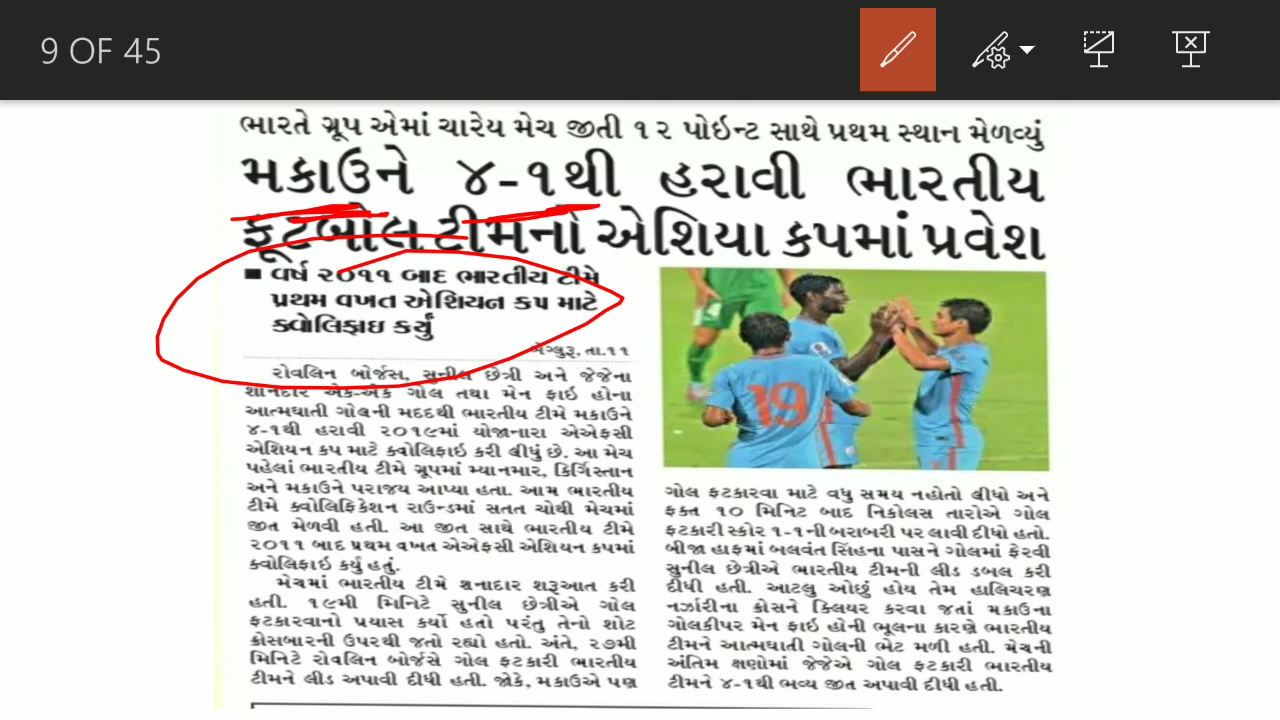 9 OF 45
ભારતે ગ્રૂપ એમાં ચારેય મેચ જીતી ૧૨ પોઇન્ટ સાથે પ્રથમ સ્થાન મેળવ્યું
મકાઉને ૪-૧થી હરાવી ભારતીય
ફૂટબોલ ટીમનો એશિયા કપમાં પ્રવેશ
■ વર્ષ ૨૦૧૧ બાદ ભારતીય ટીમે
પ્રથમ વખત એશિયન કપ માટે
ક્વોલિફાઇ કર્યું
તા.૧૧
રોવલિન બોર્જસ, સુનીલ છેત્રી અને જેજેના
શાનદાર એક-એક ગોલ તથા મેન ફાઇ હોના
આત્મઘાતી ગોલની મદદથી ભારતીય ટીમે મકાઉને
૪-૧થી હરાવી ૨૦૧૯માં યોજાનારા એએફસી
એશિયન કપ માટે ક્વોલિફાઇ કરી લીધું છે. આ મેચ
પહેલાં ભારતીય ટીમે ગ્રૂપમાં મ્યાનમાર, કિર્ગિસ્તાન
અને મકાઉને પરાજય આપ્યા હતા. આમ ભારતીય
ટીમે ક્વોલિફિકેશન રાઉન્ડમાં સતત ચોથી મેચમાં
જીત મેળવી હતી. આ જીત સાથે ભારતીય ટીમે
૨૦૧૧ બાદ પ્રથમ વખત એએફસી એશિયન કપમાં
ક્વોલિફાઇ કર્યું હતું.
મેચમાં ભારતીય ટીમે શનાદાર શરૂઆત કરી
હતી. ૧૯મી મિનિટે સુનીલ છેત્રીએ ગોલ
ફટકારવાનો પ્રયાસ કર્યો હતો પરંતુ તેનો શોટ
ક્રોસબારની ઉપરથી જતો રહ્યો હતો. અંતે, ૨૭મી
મિનિટે રોવલિન બોર્જસે ગોલ ફટકારી ભારતીય
ટીમને લીડ અપાવી દીધી હતી. જોકે, મકાઉએ પણ
19
ગોલ ફટકારવા માટે વધુ સમય નહોતો લીધો અને
ફક્ત ૧૦ મિનિટ બાદ નિકોલસ તારોએ ગોલ
ફટકારી સ્કોર ૧-૧ની બરાબરી પર લાવી દીધો હતો.
બીજા હાફમાં બલવંત સિંહના પાસને ગોલમાં ફેરવી
સુનીલ છેત્રીએ ભારતીય ટીમની લીડ ડબલ કરી
દીધી હતી. આટલુ ઓછું હોય તેમ હાલિચરણ
નર્ઝારીના ક્રોસને ક્લિયર કરવા જતાં મકાઉના
ગોલકીપર મેન ફાઇ હોની ભૂલના કારણે ભારતીય
ટીમને આત્મઘાતી ગોલની ભેટ મળી હતી. મેચની
અંતિમ ક્ષણોમાં જેજેએ ગોલ ફટકારી ભારતીય
ટીમને ૪-૧થી ભવ્ય જીત અપાવી દીધી હતી.